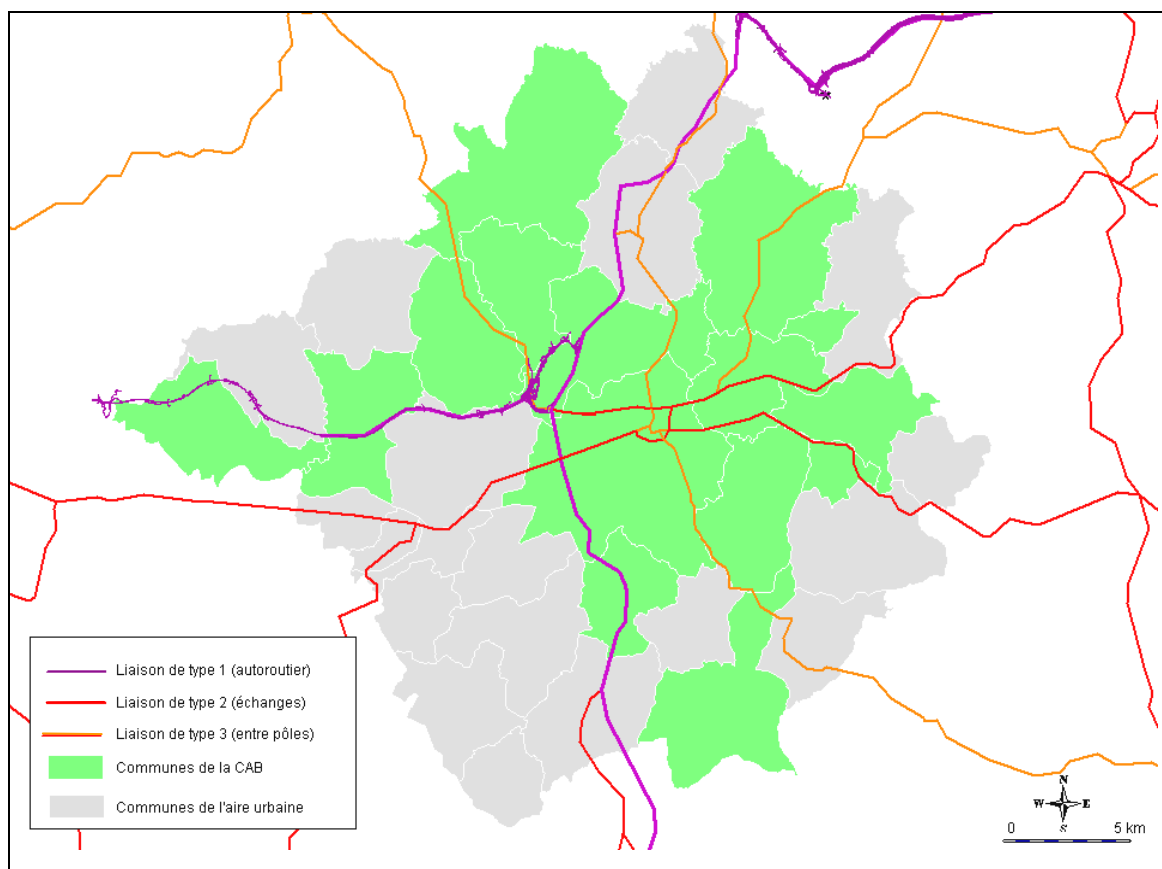 Liaison de type 1 (autoroutier)
Liaison de type 2 (échanges)
Liaison de type 3 (entre pôles)
Communes de la CAB
Communes de l'aire urbaine
N
W E
S
0 5 km